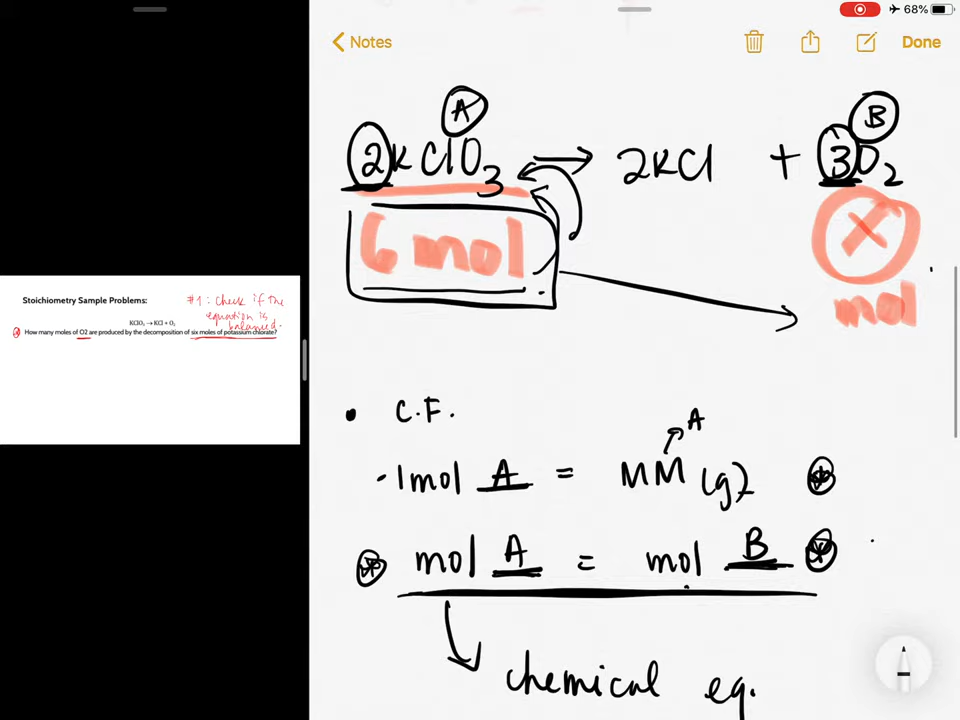 68%
Notes
Done
A
B
2KClO3 → 2KCl + 3O2
6 mol
X
mol
Stoichiometry Sample Problems:
#1: Check if the
equation is
balanced.
KClO3 → KCl + O2
How many moles of O2 are produced by the decomposition of six moles of potassium chlorate?
• C.F.
A
- 1mol A = MM (g)
mol A = mol B
chemical eq.